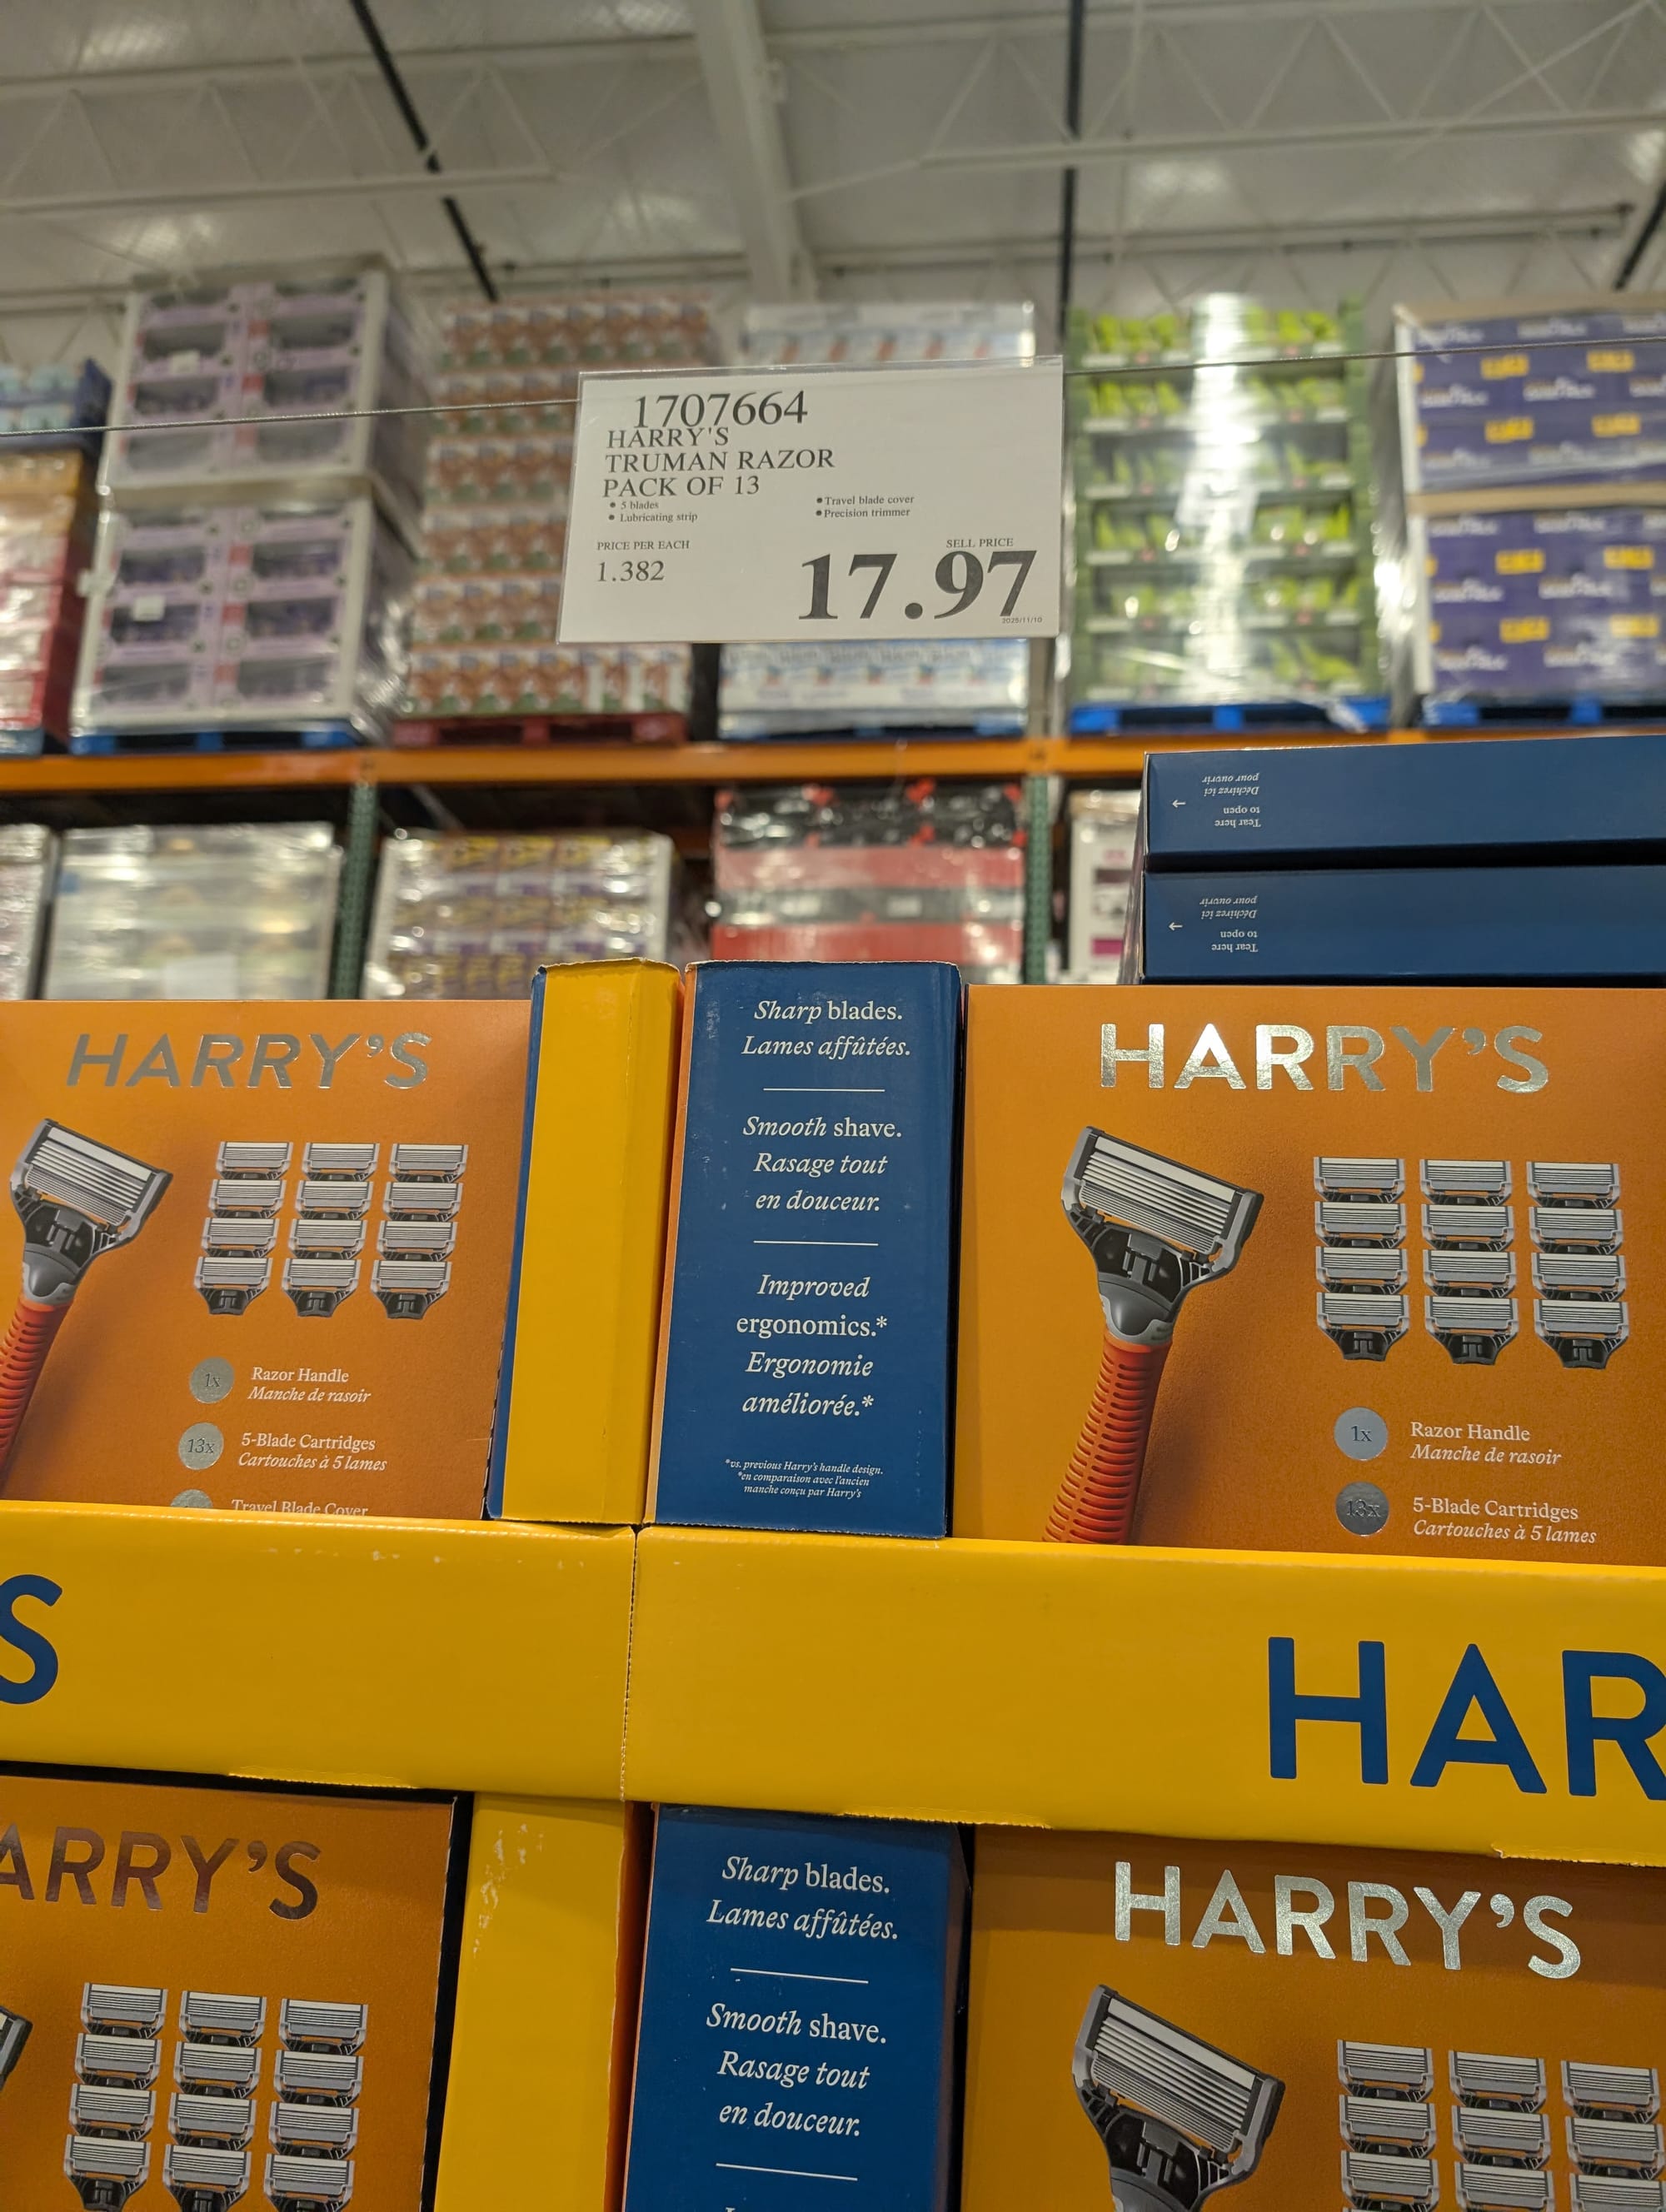 1707664
HARRY'S
TRUMAN RAZOR
PACK OF 13
• 5 blades
• Lubricating strip
• Travel blade cover
• Precision trimmer
PRICE PER EACH
1.382
SELL PRICE
17.97
2025/11/10
Tear here
to open
Déchirez ici
pour ouvrir
Tear here
to open
Déchirez ici
pour ouvrir
HARRY'S
1x
Razor Handle
Manche de rasoir
13x
5-Blade Cartridges
Cartouches à 5 lames
Travel Blade Cover
Sharp blades.
Lames affûtées.
Smooth shave.
Rasage tout
en douceur.
Improved
ergonomics.*
Ergonomie
améliorée.*
*vs. previous Harry's handle design.
*en comparaison avec l'ancien
manche conçu par Harry's
HARRY'S
1x
Razor Handle
Manche de rasoir
13x
5-Blade Cartridges
Cartouches à 5 lames
S
HAR
ARRY'S
Sharp blades.
Lames affûtées.
Smooth shave.
Rasage tout
en douceur.
HARRY'S